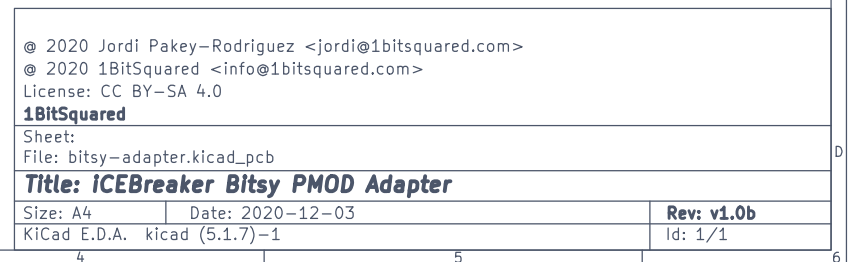 @ 2020 Jordi Pakey-Rodriguez <jordi@1bitsquared.com>
@ 2020 1BitSquared <info@1bitsquared.com>
License: CC BY-SA 4.0
1BitSquared
Sheet:
File: bitsy-adapter.kicad_pcb
D
Title: iCEBreaker Bitsy PMOD Adapter
Size: A4 Date: 2020-12-03 Rev: v1.0b
KiCad E.D.A. kicad (5.1.7)-1 Id: 1/1
4 5 6